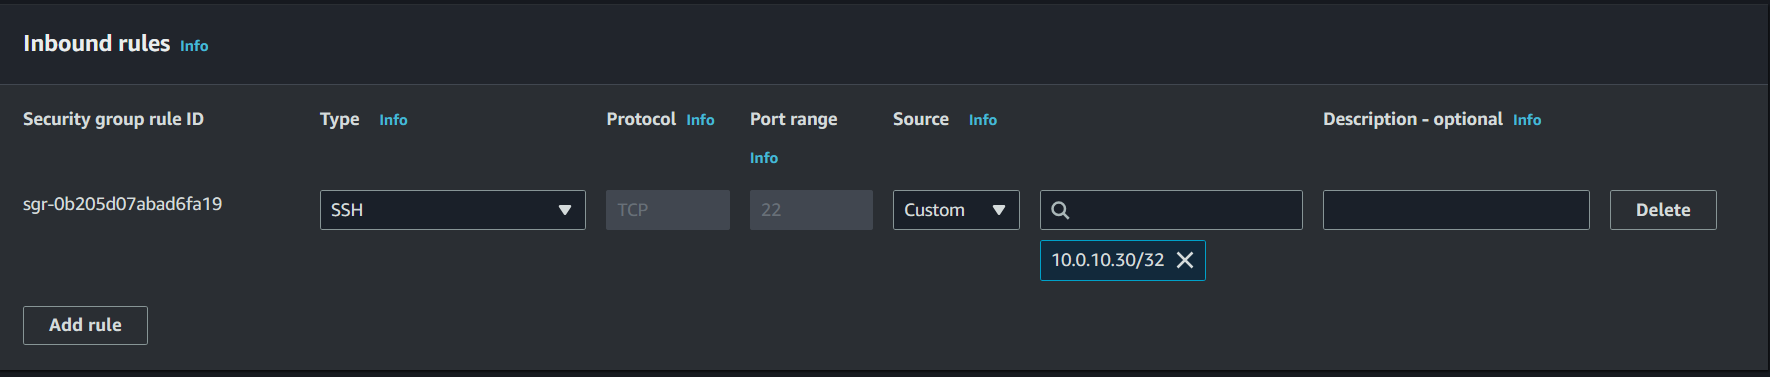 Inbound rules Info
Security group rule ID Type Info Protocol Info Port range Source Info Description - optional Info
Info
sgr-0b205d07abad6fa19 SSH TCP 22 Custom Delete
10.0.10.30/32
Add rule